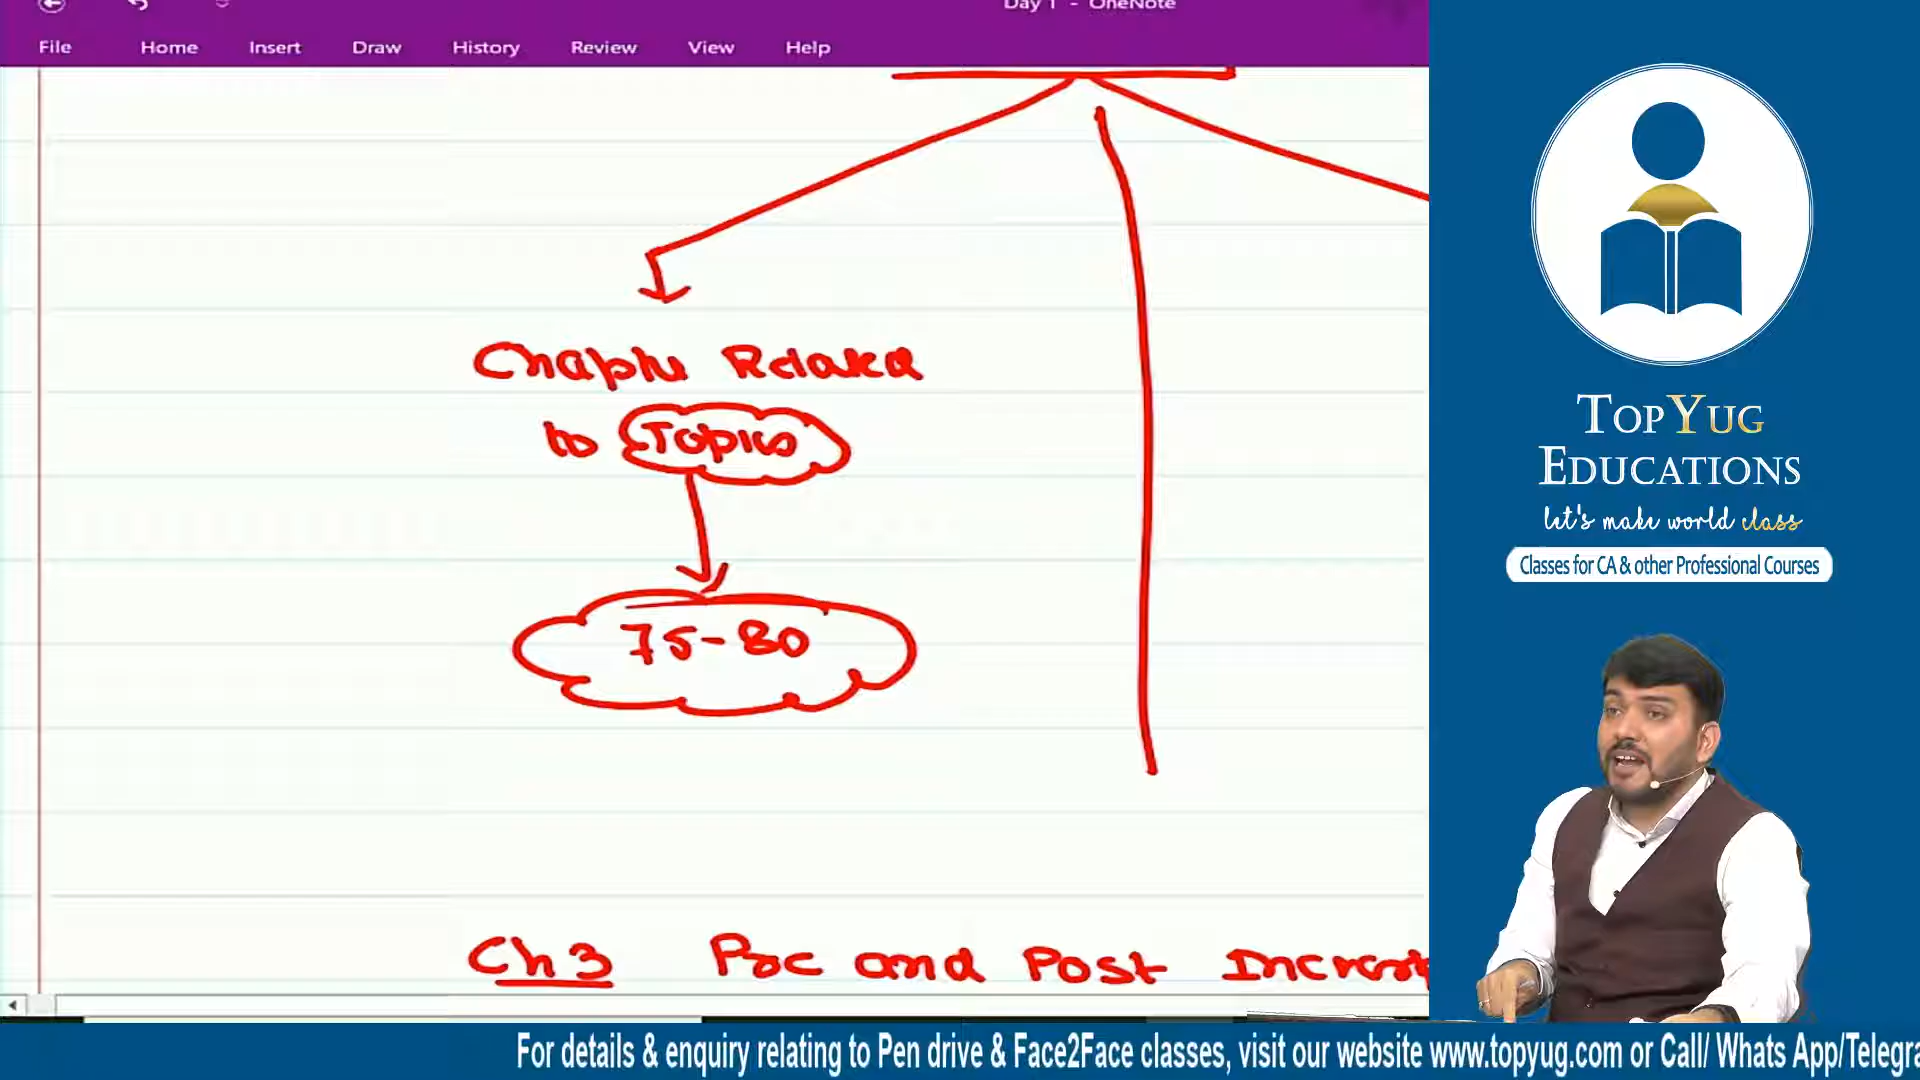 Day 1 - OneNote
File Home Insert Draw History Review View Help
Chapter Related
to Topics
75-80
Ch 3 Pre and Post
TOPYUG
EDUCATIONS
let's make world class
Classes for CA & other Professional Courses
For details & enquiry relating to Pen drive & Face2Face classes, visit our website www.topyug.com or Call/ Whats App/Telegra